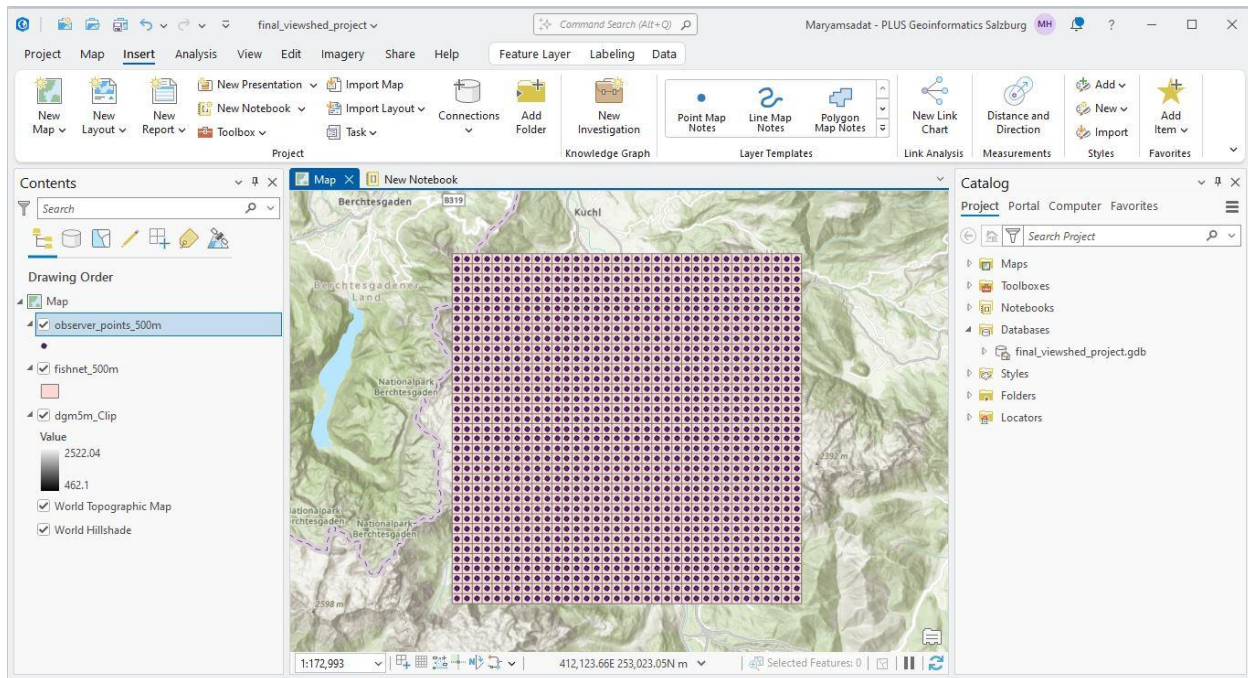 final_viewshed_project
Command Search (Alt+Q)
Maryamsadat - PLUS Geoinformatics Salzburg MH ?
Project Map Insert Analysis View Edit Imagery Share Help Feature Layer Labeling Data
New Map
New Layout
New Report
New Presentation
New Notebook
Toolbox
Import Map
Import Layout
Task
Connections
Add Folder
New Investigation
Point Map Notes
Line Map Notes
Polygon Map Notes
New Link Chart
Distance and Direction
Add
New
Import
Add Item
Project Knowledge Graph Layer Templates Link Analysis Measurements Styles Favorites
Contents
Search
Drawing Order
Map
observer_points_500m
fishnet_500m
dgm5m_Clip
Value
2522.04
462.1
World Topographic Map
World Hillshade
Map New Notebook
Berchtesgaden B319
Kuchl
Berchtesgadener
Land
Nationalpark
Berchtesgaden
2392 m
Nationalpark
Berchtesgaden
2598 m
1:172,993 412,123.66E 253,023.05N m Selected Features: 0
Catalog
Project Portal Computer Favorites
Search Project
Maps
Toolboxes
Notebooks
Databases
final_viewshed_project.gdb
Styles
Folders
Locators